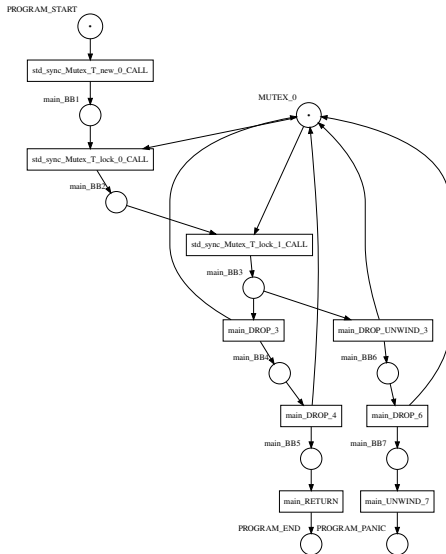 PROGRAM_START
std_sync_Mutex_T_new_0_CALL
main_BB1
MUTEX_0
std_sync_Mutex_T_lock_0_CALL
main_BB2
std_sync_Mutex_T_lock_1_CALL
main_BB3
main_DROP_3
main_DROP_UNWIND_3
main_BB4
main_BB6
main_DROP_4
main_DROP_6
main_BB5
main_BB7
main_RETURN
main_UNWIND_7
PROGRAM_END
PROGRAM_PANIC